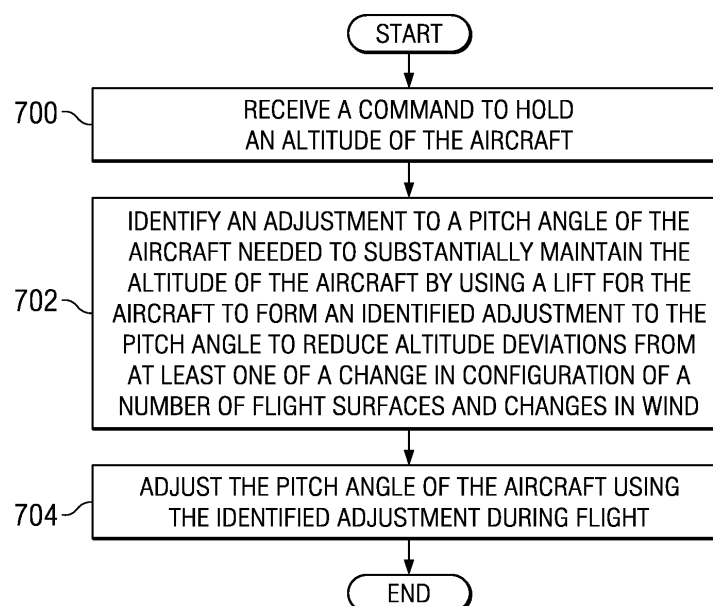 START
700
RECEIVE A COMMAND TO HOLD
AN ALTITUDE OF THE AIRCRAFT
702
IDENTIFY AN ADJUSTMENT TO A PITCH ANGLE OF THE
AIRCRAFT NEEDED TO SUBSTANTIALLY MAINTAIN THE
ALTITUDE OF THE AIRCRAFT BY USING A LIFT FOR THE
AIRCRAFT TO FORM AN IDENTIFIED ADJUSTMENT TO THE
PITCH ANGLE TO REDUCE ALTITUDE DEVIATIONS FROM
AT LEAST ONE OF A CHANGE IN CONFIGURATION OF A
NUMBER OF FLIGHT SURFACES AND CHANGES IN WIND
704
ADJUST THE PITCH ANGLE OF THE AIRCRAFT USING
THE IDENTIFIED ADJUSTMENT DURING FLIGHT
END